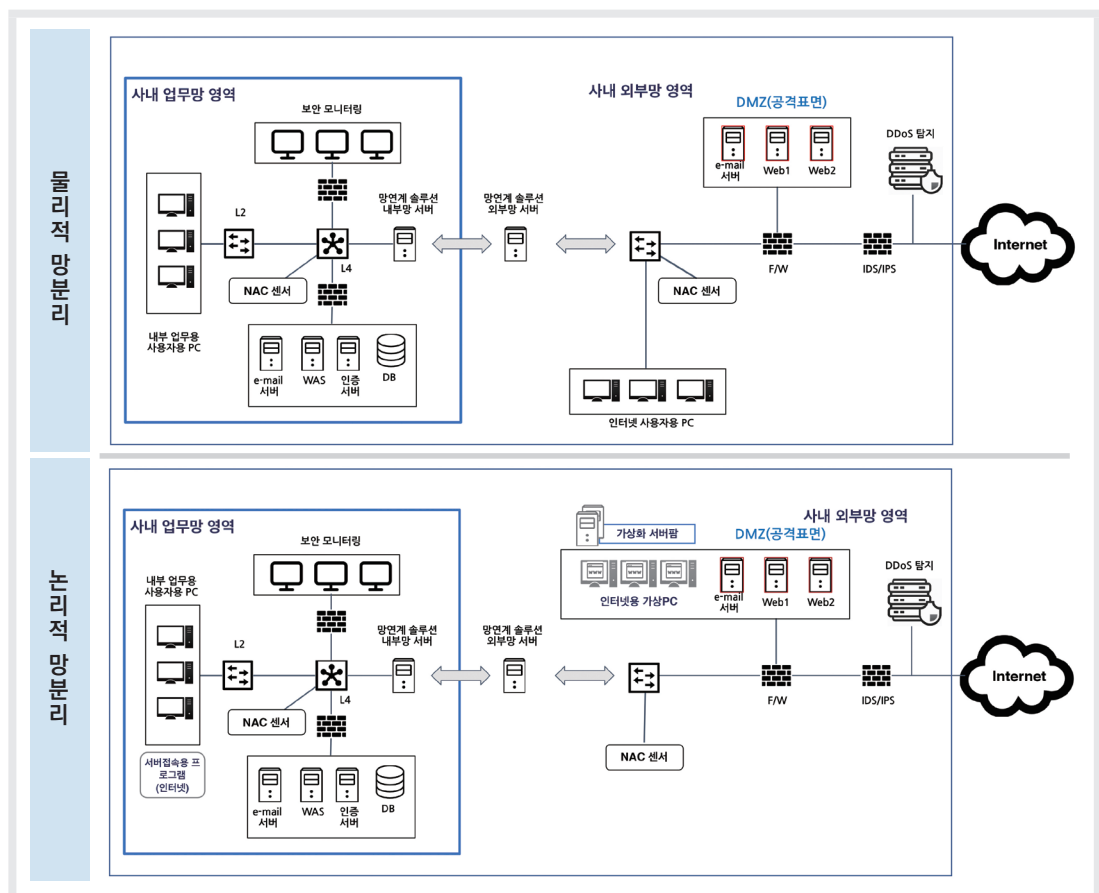 물리적 망분리
사내 업무망 영역
보안 모니터링
L2
L4
NAC 센서
내부 업무용
사용자용 PC
e-mail
서버
WAS
인증
서버
DB
망연계 솔루션
내부망 서버
망연계 솔루션
외부망 서버
사내 외부망 영역
DMZ(공격표면)
e-mail
서버
Web1
Web2
DDoS 탐지
NAC 센서
F/W
IDS/IPS
Internet
인터넷 사용자용 PC
논리적 망분리
사내 업무망 영역
보안 모니터링
내부 업무용
사용자용 PC
L2
L4
NAC 센서
서버접속용 프
로그램
(인터넷)
e-mail
서버
WAS
인증
서버
DB
망연계 솔루션
내부망 서버
망연계 솔루션
외부망 서버
사내 외부망 영역
가상화 서버팜
DMZ(공격표면)
인터넷용 가상PC
e-mail
서버
Web1
Web2
DDoS 탐지
NAC 센서
F/W
IDS/IPS
Internet